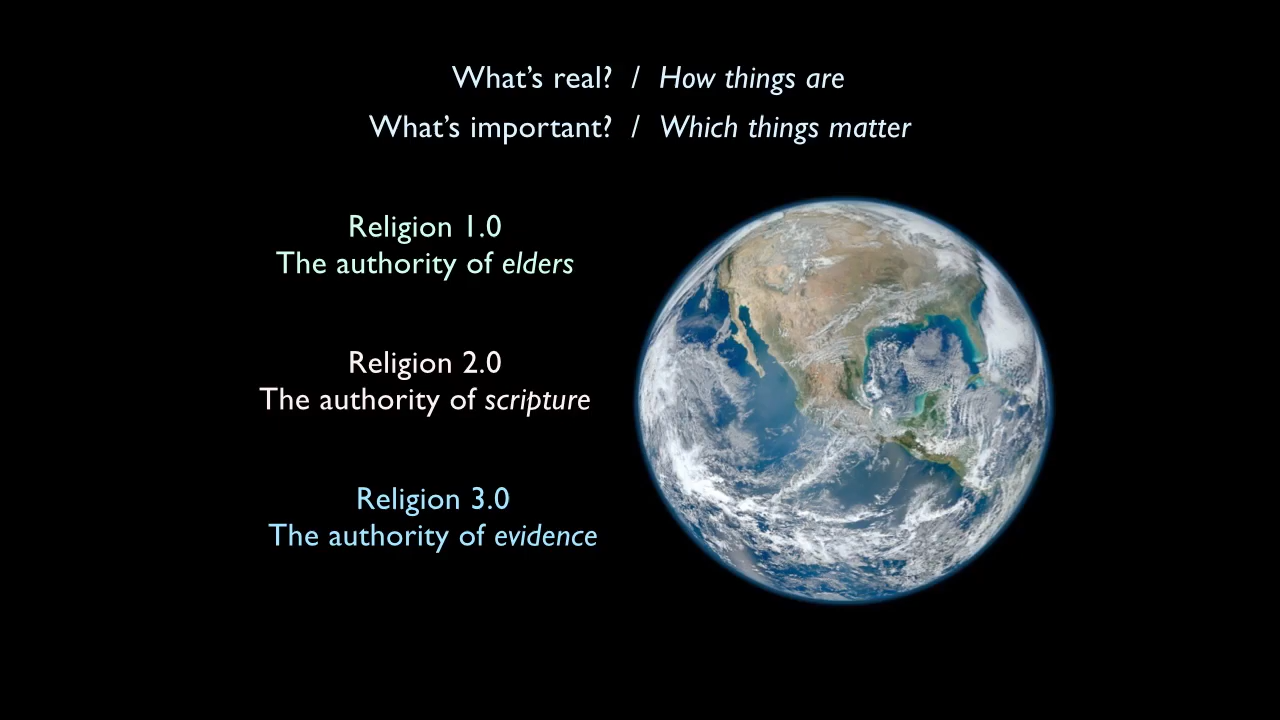 What’s real? / How things are
What’s important? / Which things matter
Religion 1.0
The authority of elders
Religion 2.0
The authority of scripture
Religion 3.0
The authority of evidence